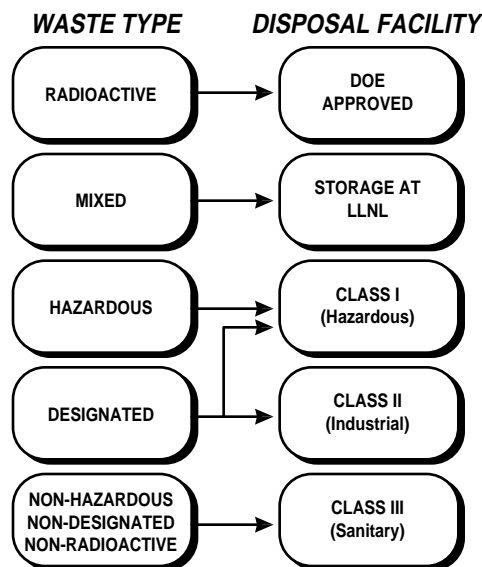 WASTE TYPE DISPOSAL FACILITY
RADIOACTIVE
DOE
APPROVED
MIXED
STORAGE AT
LLNL
HAZARDOUS
CLASS I
(Hazardous)
DESIGNATED
CLASS II
(Industrial)
NON-HAZARDOUS
NON-DESIGNATED
NON-RADIOACTIVE
CLASS III
(Sanitary)